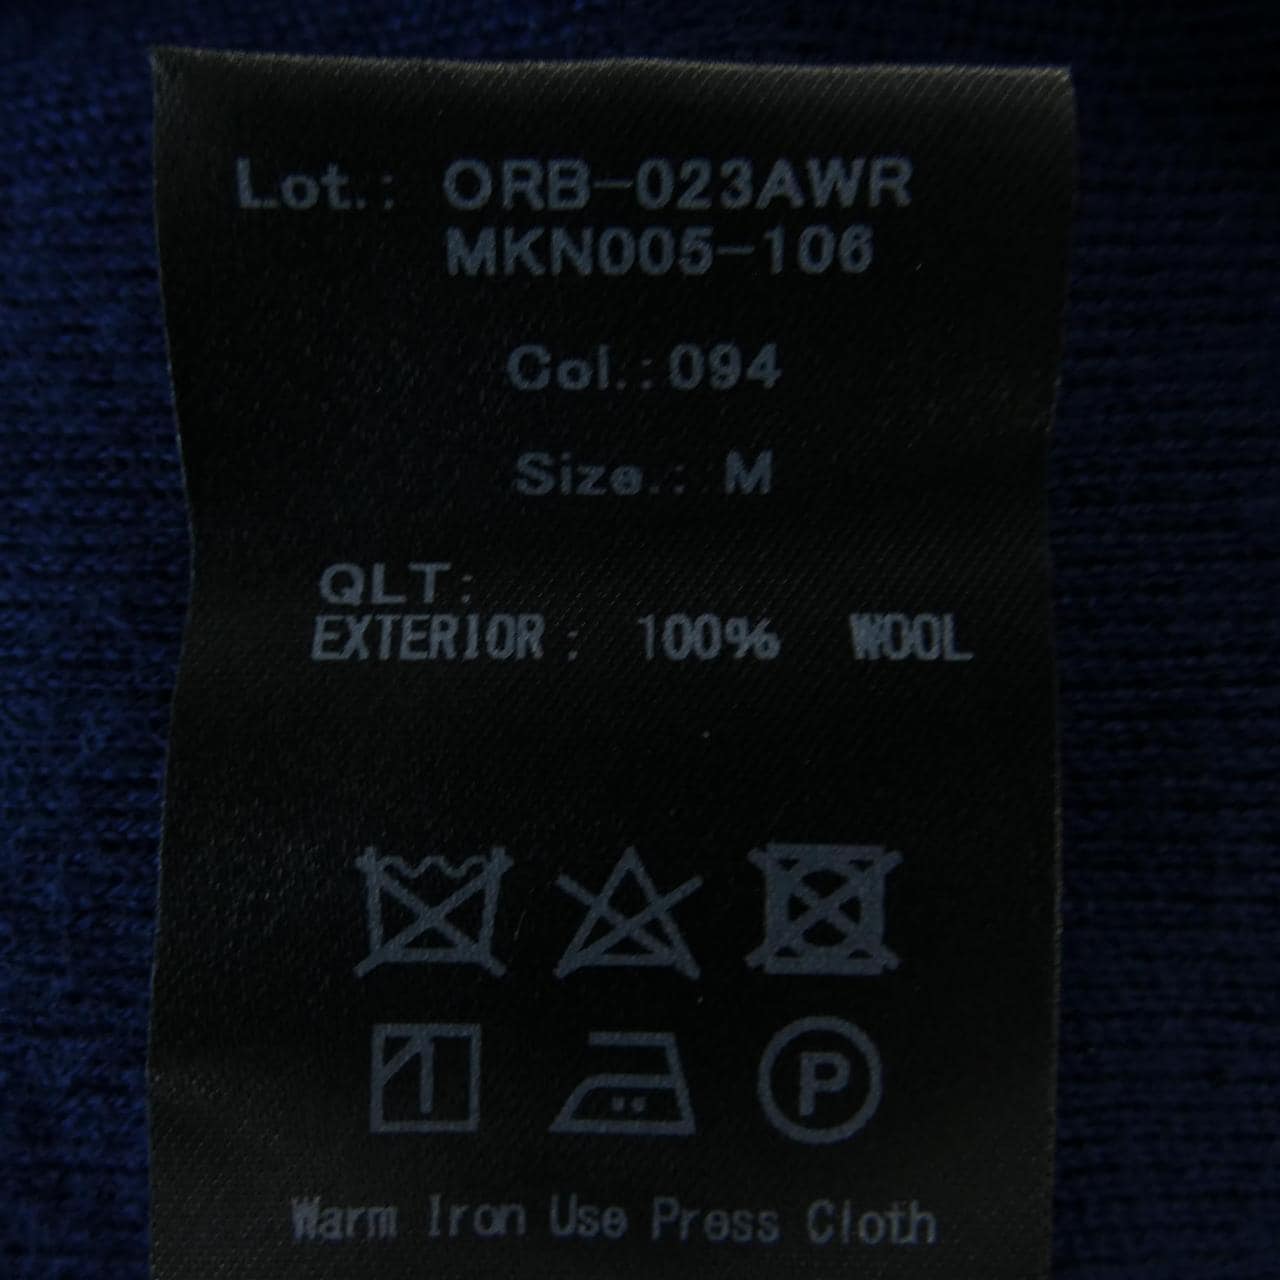 Lot.: ORB-023AWR
MKN005-106
Col.:094
Size.: M
QLT:
EXTERIOR: 100% WOOL
P
Warm Iron Use Press Cloth